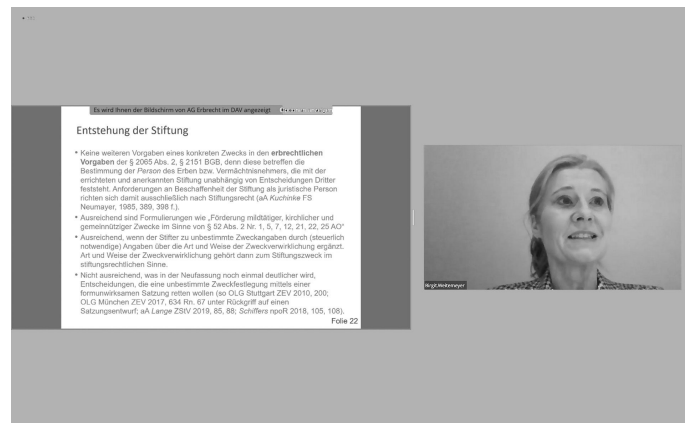 Es wird Ihnen der Bildschirm von AG Erbrecht im DAV angezeigt
Entstehung der Stiftung
• Keine weiteren Vorgaben eines konkreten Zwecks in den erbrechtlichen
Vorgaben der § 2065 Abs. 2, § 2151 BGB, denn diese betreffen die
Bestimmung der Person des Erben bzw. Vermächtnisnehmers, die mit der
errichteten und anerkannten Stiftung unabhängig von Entscheidungen Dritter
feststeht. Anforderungen an Beschaffenheit der Stiftung als juristische Person
richten sich damit ausschließlich nach Stiftungsrecht (aA Kuchinke FS
Neumayer, 1985, 389, 398 f.).
• Ausreichend sind Formulierungen wie „Förderung mildtätiger, kirchlicher und
gemeinnütziger Zwecke im Sinne von § 52 Abs. 2 Nr. 1, 5, 7, 12, 21, 22, 25 AO“
• Ausreichend, wenn der Stifter zu unbestimmte Zweckangaben durch (steuerlich
notwendige) Angaben über die Art und Weise der Zweckverwirklichung ergänzt.
Art und Weise der Zweckverwirklichung gehört dann zum Stiftungszweck im
stiftungsrechtlichen Sinne.
• Nicht ausreichend, was in der Neufassung noch einmal deutlicher wird,
Entscheidungen, die eine unbestimmte Zweckfestlegung mittels einer
formunwirksamen Satzung retten wollen (so OLG Stuttgart ZEV 2010, 200;
OLG München ZEV 2017, 634 Rn. 67 unter Rückgriff auf einen
Satzungsentwurf; aA Lange ZStV 2019, 85, 88; Schiffers npoR 2018, 105, 108).
Folie 22
Birgit Weitemeyer